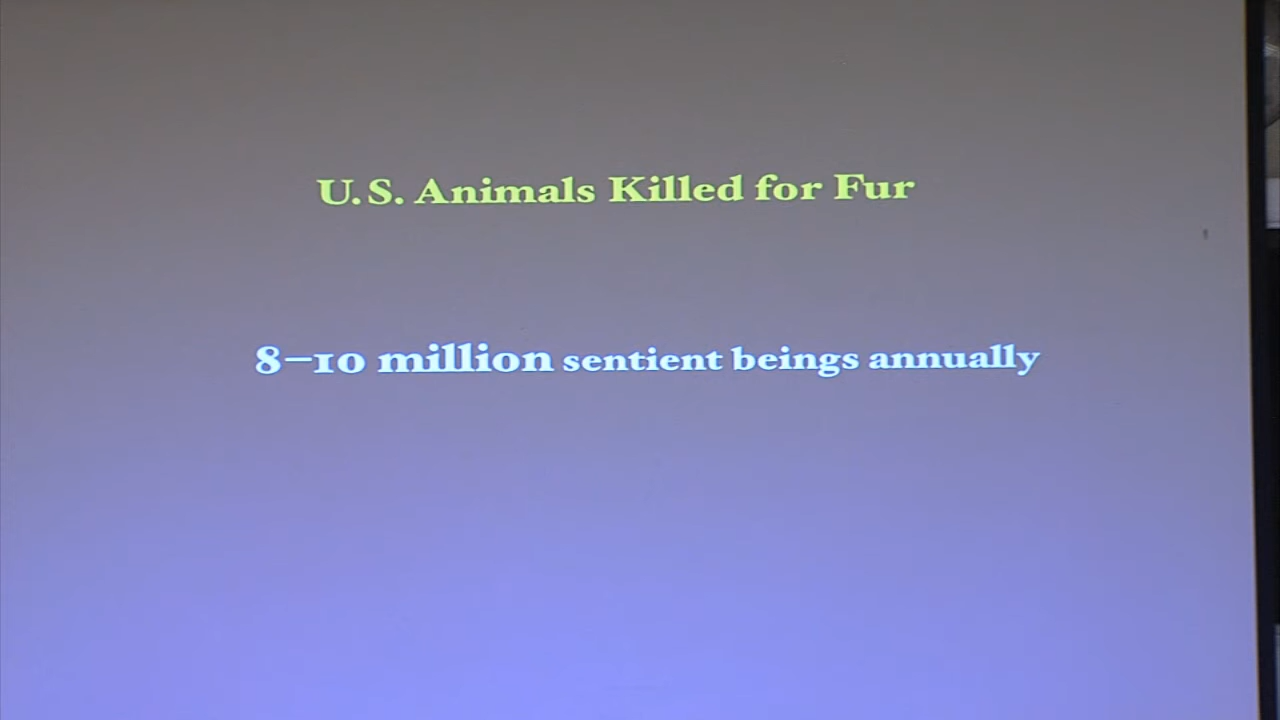 U.S. Animals Killed for Fur
8–10 million sentient beings annually